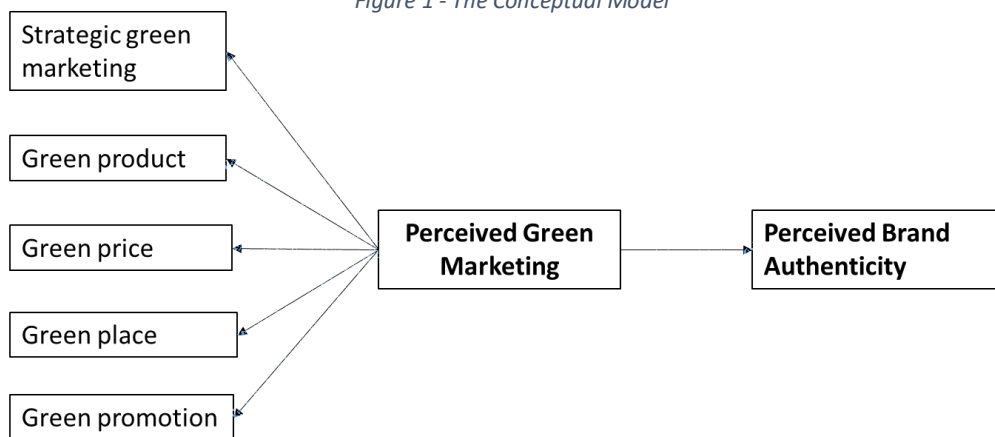 Figure 1 - The Conceptual Model
Strategic green
marketing
Green product
Green price
Green place
Green promotion
Perceived Green
Marketing
Perceived Brand
Authenticity